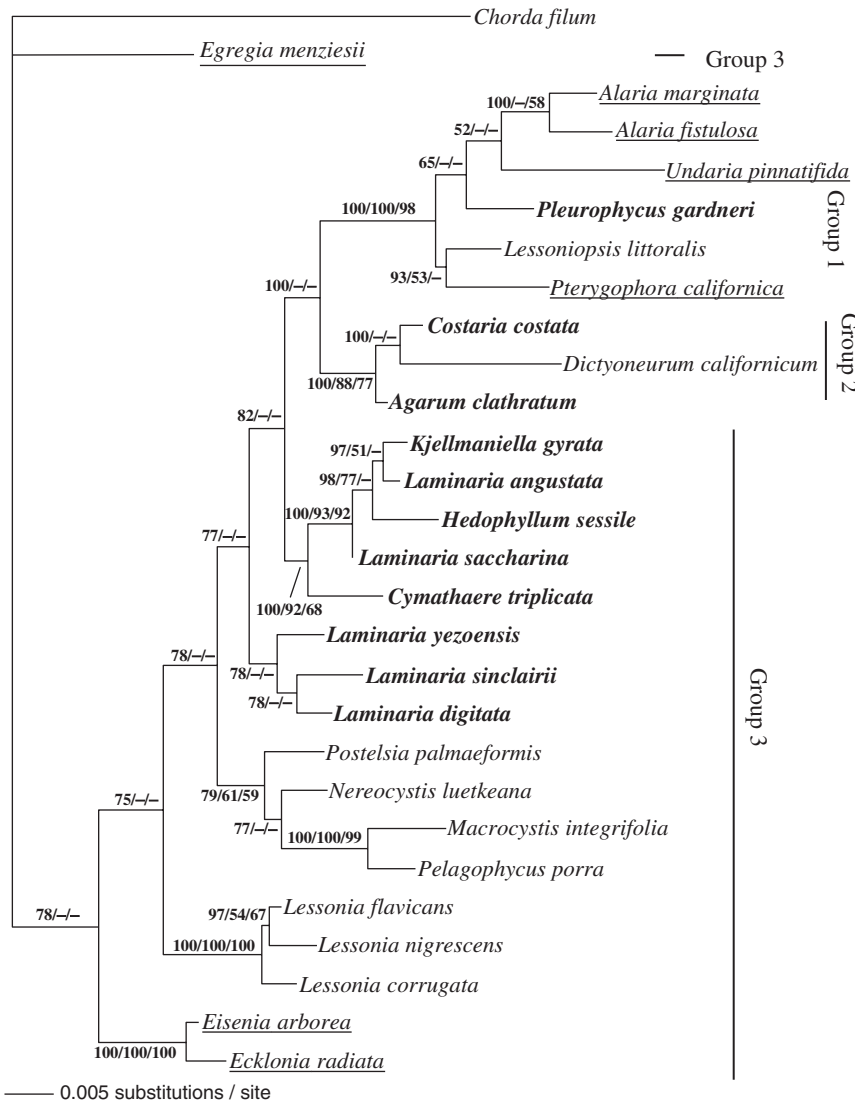 Chorda filum
Egregia menziesii
Group 3
Alaria marginata
100/–/58
Alaria fistulosa
52/–/–
Undaria pinnatifida
65/–/–
Pleurophycus gardneri
100/100/98
Lessoniopsis littoralis
Group 1
93/53/–
Pterygophora californica
100/–/–
Costaria costata
100/–/–
Dictyoneurum californicum
Group 2
100/88/77
Agarum clathratum
82/–/–
Kjellmaniella gyrata
97/51/–
Laminaria angustata
98/77/–
Hedophyllum sessile
100/93/92
Laminaria saccharina
77/–/–
Cymathaere triplicata
100/92/68
Laminaria yezoensis
78/–/–
78/–/–
Laminaria sinclairii
78/–/–
Laminaria digitata
Group 3
Postelsia palmaeformis
79/61/59
Nereocystis luetkeana
75/–/–
77/–/–
Macrocystis integrifolia
100/100/99
Pelagophycus porra
Lessonia flavicans
97/54/67
78/–/–
Lessonia nigrescens
100/100/100
Lessonia corrugata
Eisenia arborea
100/100/100
Ecklonia radiata
0.005 substitutions / site